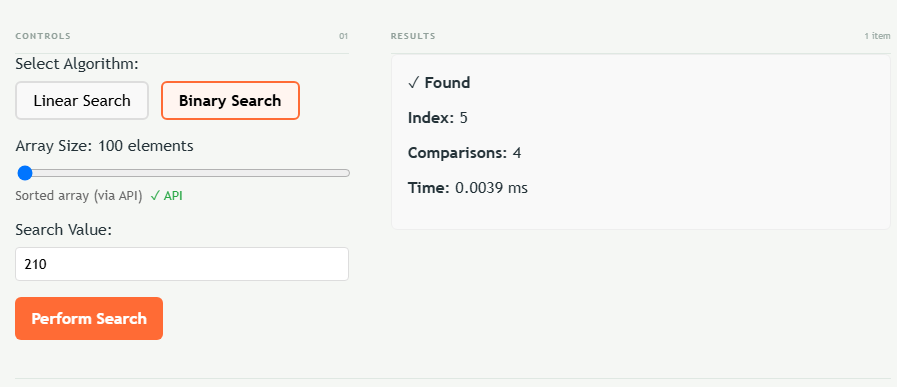 CONTROLS
01
Select Algorithm:
Linear Search
Binary Search
Array Size: 100 elements
Sorted array (via API) ✓ API
Search Value:
210
Perform Search
RESULTS
1 item
✓ Found
Index: 5
Comparisons: 4
Time: 0.0039 ms